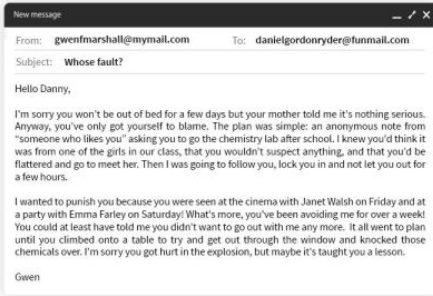 New message
From: gwenfmarshall@mymail.com To: danielgordonryder@funmail.com
Subject: Whose fault?
Hello Danny,
I'm sorry you won't be out of bed for a few days but your mother told me it's nothing serious.
Anyway, you've only got yourself to blame. The plan was simple: an anonymous note from
“someone who likes you” asking you to go the chemistry lab after school. I knew you'd think it
was from one of the girls in our class, that you wouldn't suspect anything, and that you'd be
flattered and go to meet her. Then I was going to follow you, lock you in and not let you out for
a few hours.
I wanted to punish you because you were seen at the cinema with Janet Walsh on Friday and at
a party with Emma Farley on Saturday! What's more, you've been avoiding me for over a week!
You could at least have told me you didn't want to go out with me any more. It all went to plan
until you climbed onto a table to try and get out through the window and knocked those
chemicals over. I'm sorry you got hurt in the explosion, but maybe it's taught you a lesson.
Gwen